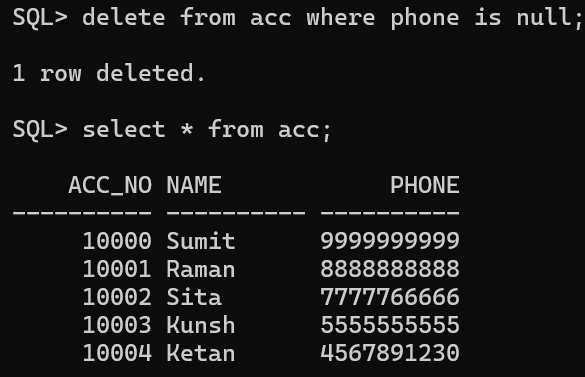 SQL> delete from acc where phone is null;
1 row deleted.
SQL> select * from acc;
ACC_NO NAME PHONE
---------- ---------- ----------
10000 Sumit 9999999999
10001 Raman 8888888888
10002 Sita 7777766666
10003 Kunsh 5555555555
10004 Ketan 4567891230